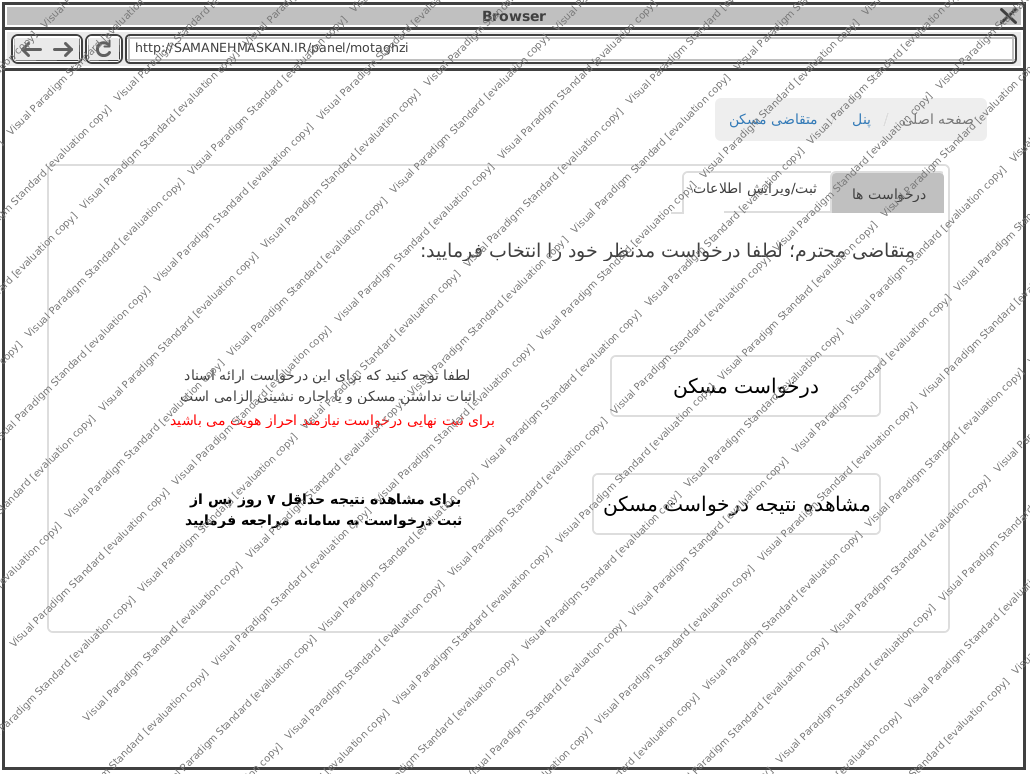 Browser
http://SAMANEHMASKAN.IR/panel/motaghzi
صفحه اصلی / پنل متقاضی مسکن
درخواست ها
ثبت/ویرایش اطلاعات
متقاضی محترم؛ لطفا درخواست مدنظر خود را انتخاب فرمایید:
درخواست مسکن
لطفا توجه کنید که برای این درخواست ارائه اسناد
اثبات نداشتن مسکن و یا اجاره نشینی الزامی است
برای ثبت نهایی درخواست نیازمند احراز هویت می باشید
مشاهده نتیجه درخواست مسکن
برای مشاهده نتیجه حداقل ۷ روز پس از
ثبت درخواست به سامانه مراجعه فرمایید
Visual Paradigm Standard [evaluation copy]